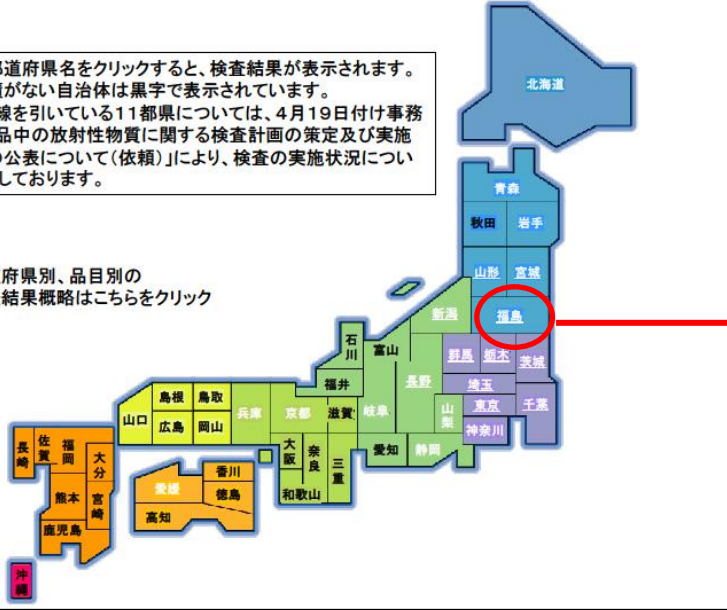 道府県名をクリックすると、検査結果が表示されます。
がない自治体は黒字で表示されています。
線を引いている11都県については、4月19日付け事務
品中の放射性物質に関する検査計画の策定及び実施
公表について(依頼)」により、検査の実施状況につい
しております。
府県別、品目別の
結果概略はこちらをクリック
北海道
青森
秋田 岩手
山形 宮城
新潟 福島
石川 富山 群馬 栃木 茨城
福井 長野 埼玉
島根 鳥取 兵庫 京都 滋賀 岐阜 山梨 東京 千葉
山口 広島 岡山 神奈川
大阪 奈良 三重 愛知 静岡
和歌山
長崎 佐賀 福岡 大分
熊本 宮崎
鹿児島
愛媛 香川
徳島
高知
沖縄